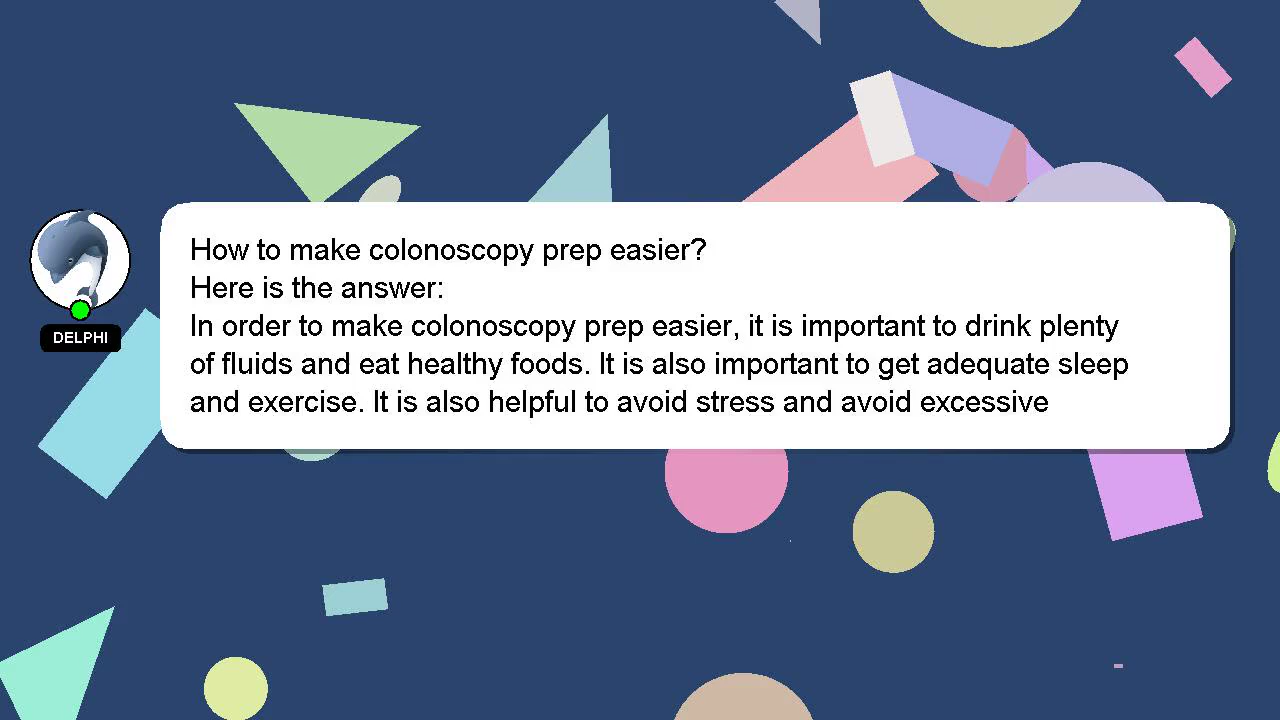 How to make colonoscopy prep easier?
Here is the answer:
In order to make colonoscopy prep easier, it is important to drink plenty
of fluids and eat healthy foods. It is also important to get adequate sleep
and exercise. It is also helpful to avoid stress and avoid excessive
DELPHI